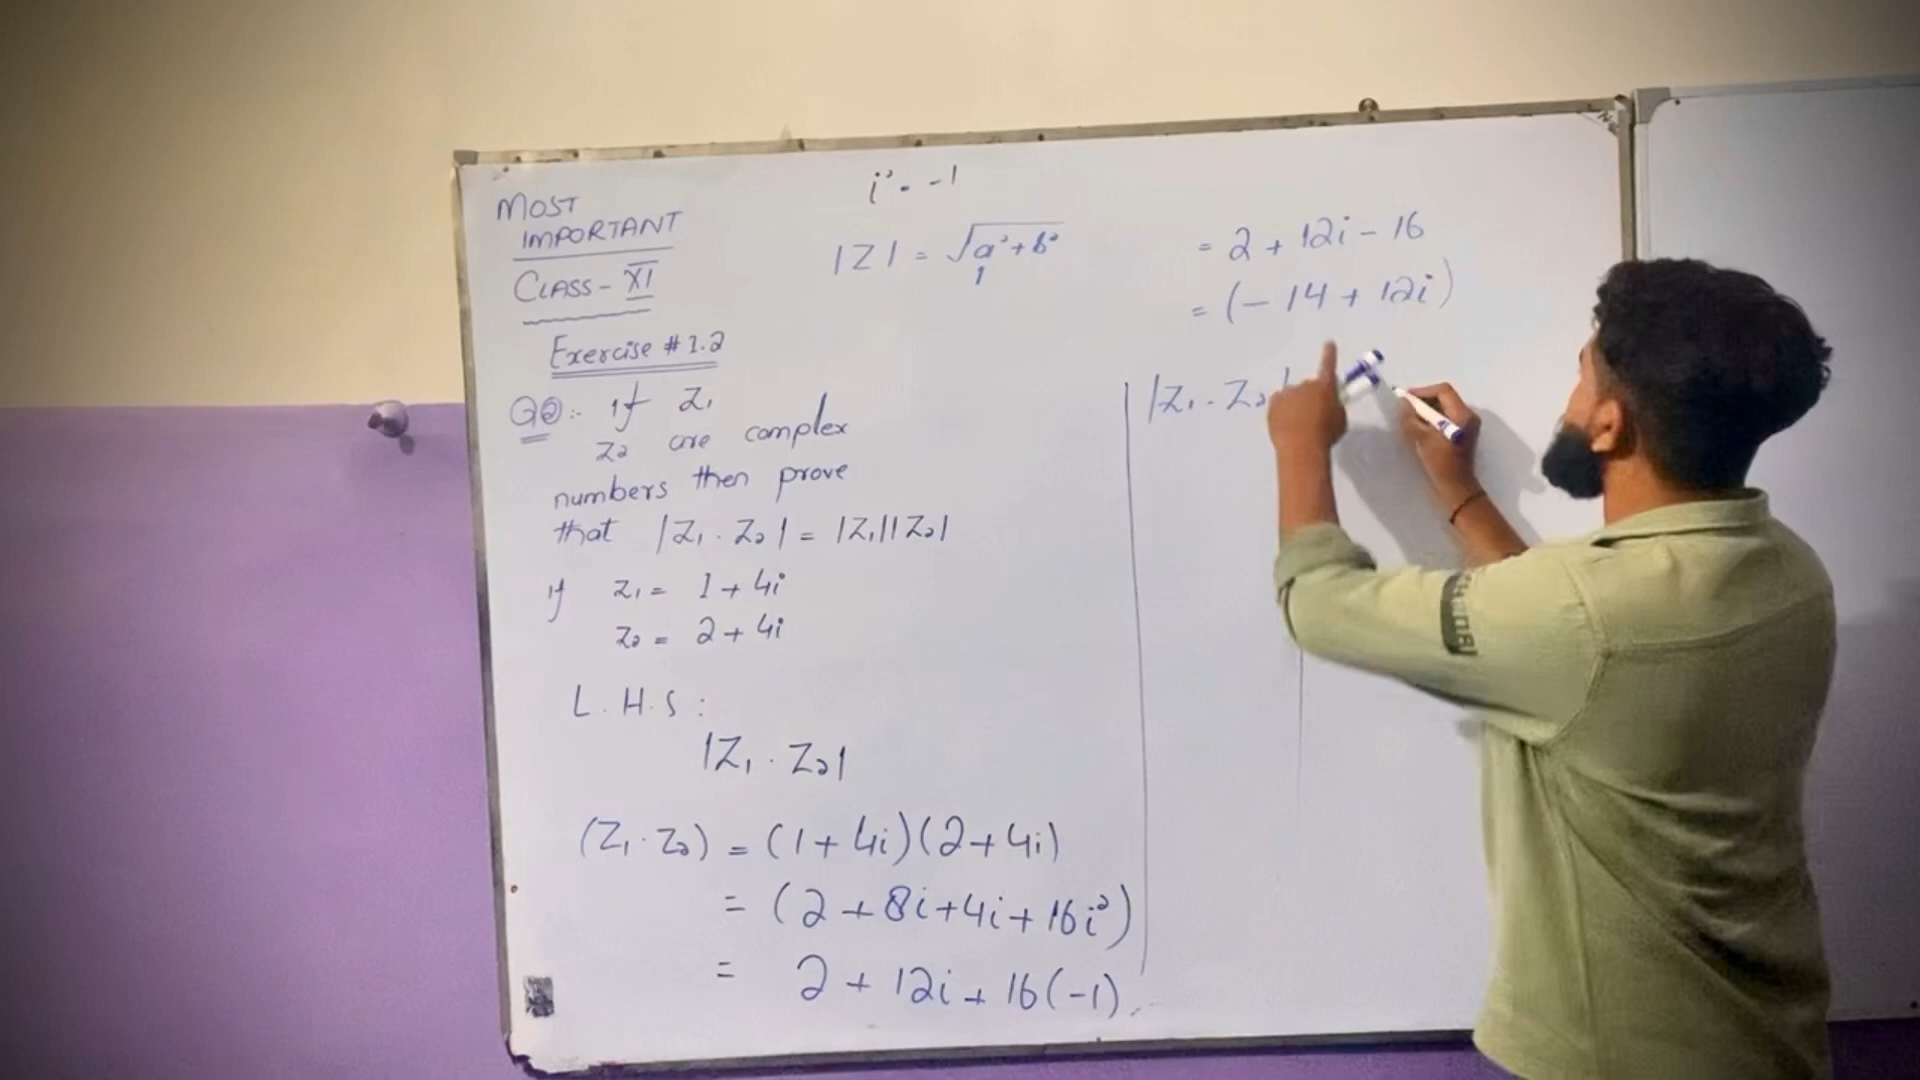 MOST
IMPORTANT
CLASS - XI
Exercise # 1.2
Q2:- If Z₁
Z₂ are complex
numbers then prove
that |Z₁ . Z₂| = |Z₁||Z₂|
if Z₁ = 1 + 4i
Z₂ = 2 + 4i
L.H.S:
|Z₁ . Z₂|
(Z₁ . Z₂) = (1 + 4i)(2 + 4i)
= (2 + 8i + 4i + 16i²)
= 2 + 12i + 16(-1)
i² = -1
|Z| = √a² + b²
= 2 + 12i - 16
= (-14 + 12i)
|Z₁ . Z₂|